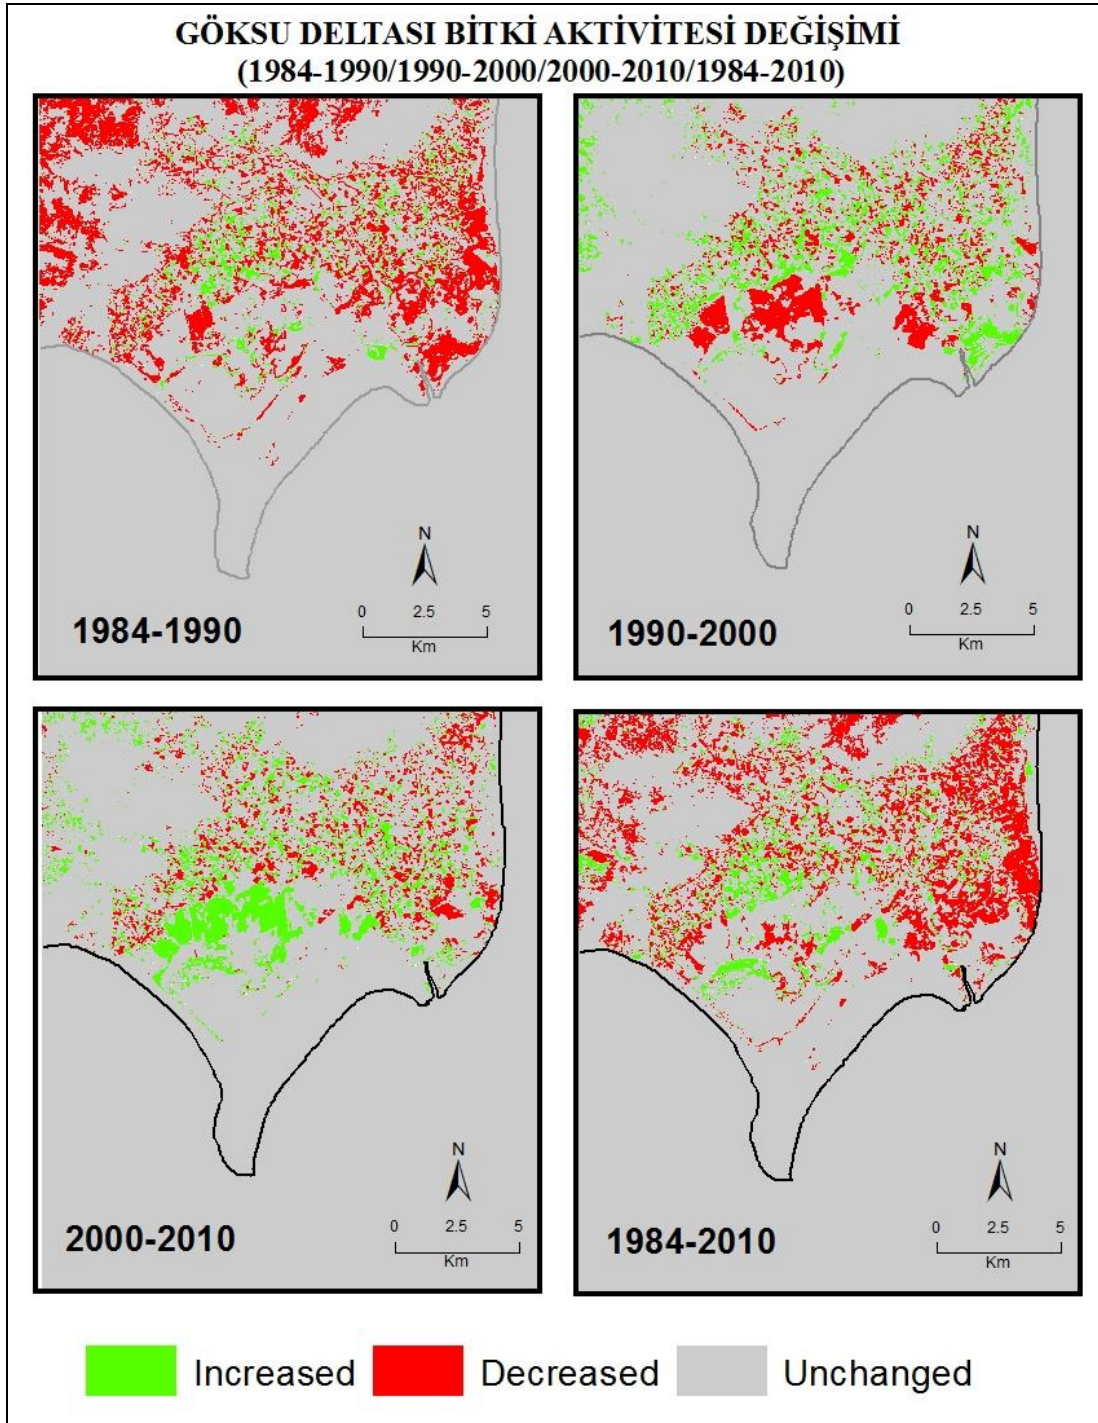 GÖKSU DELTASI BİTKİ AKTİVİTESİ DEĞİŞİMİ
(1984-1990/1990-2000/2000-2010/1984-2010)
N
0 2.5 5
Km
1984-1990
N
0 2.5 5
Km
1990-2000
N
0 2.5 5
Km
2000-2010
N
0 2.5 5
Km
1984-2010
Increased Decreased Unchanged